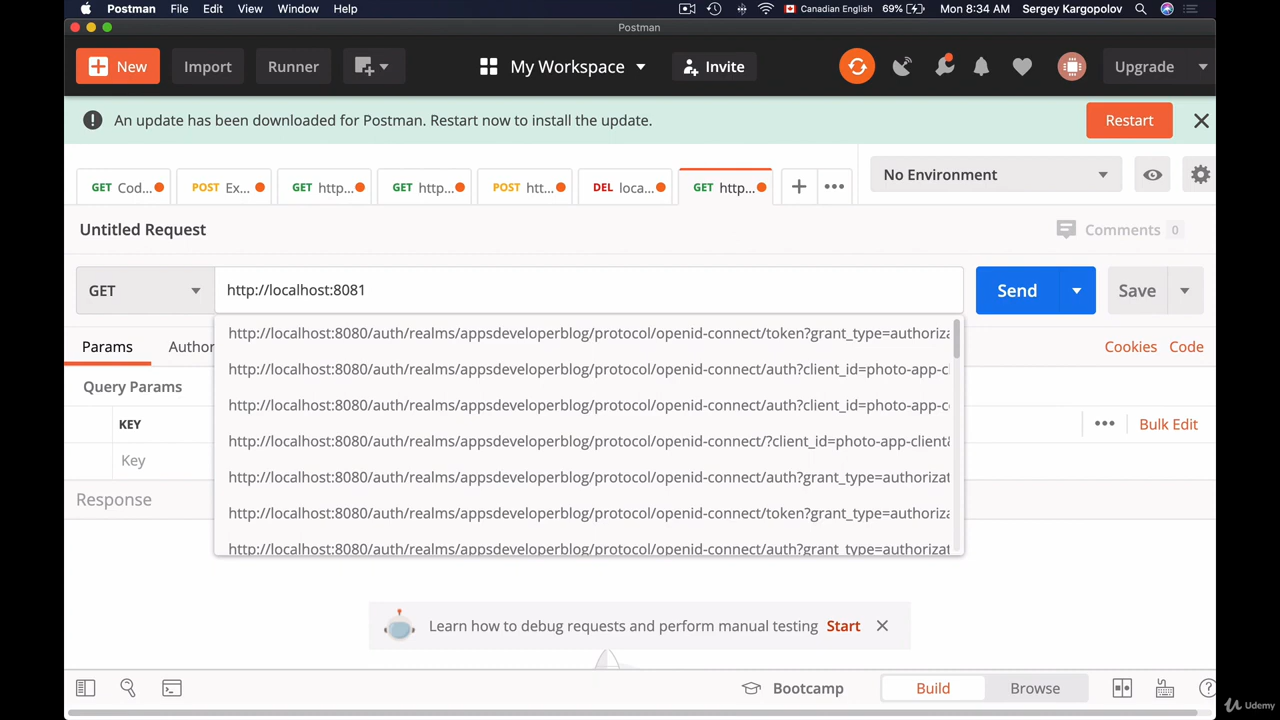 Postman File Edit View Window Help Canadian English 69% Mon 8:34 AM Sergey Kargopolov
Postman
New Import Runner My Workspace Invite Upgrade
An update has been downloaded for Postman. Restart now to install the update. Restart
GET Cod... POST Ex... GET http... GET http... POST htt... DEL loca... GET http... No Environment
Untitled Request Comments 0
GET http://localhost:8081 Send Save
http://localhost:8080/auth/realms/appsdeveloperblog/protocol/openid-connect/token?grant_type=authoriza
Params Author Cookies Code
http://localhost:8080/auth/realms/appsdeveloperblog/protocol/openid-connect/auth?client_id=photo-app-c
Query Params
http://localhost:8080/auth/realms/appsdeveloperblog/protocol/openid-connect/auth?client_id=photo-app-c
KEY Bulk Edit
http://localhost:8080/auth/realms/appsdeveloperblog/protocol/openid-connect/?client_id=photo-app-client&
Key
http://localhost:8080/auth/realms/appsdeveloperblog/protocol/openid-connect/auth?grant_type=authorizat
Response
http://localhost:8080/auth/realms/appsdeveloperblog/protocol/openid-connect/token?grant_type=authoriza
http://localhost:8080/auth/realms/appsdeveloperblog/protocol/openid-connect/auth?grant_type=authorizat
Learn how to debug requests and perform manual testing Start
Bootcamp Build Browse
Udemy